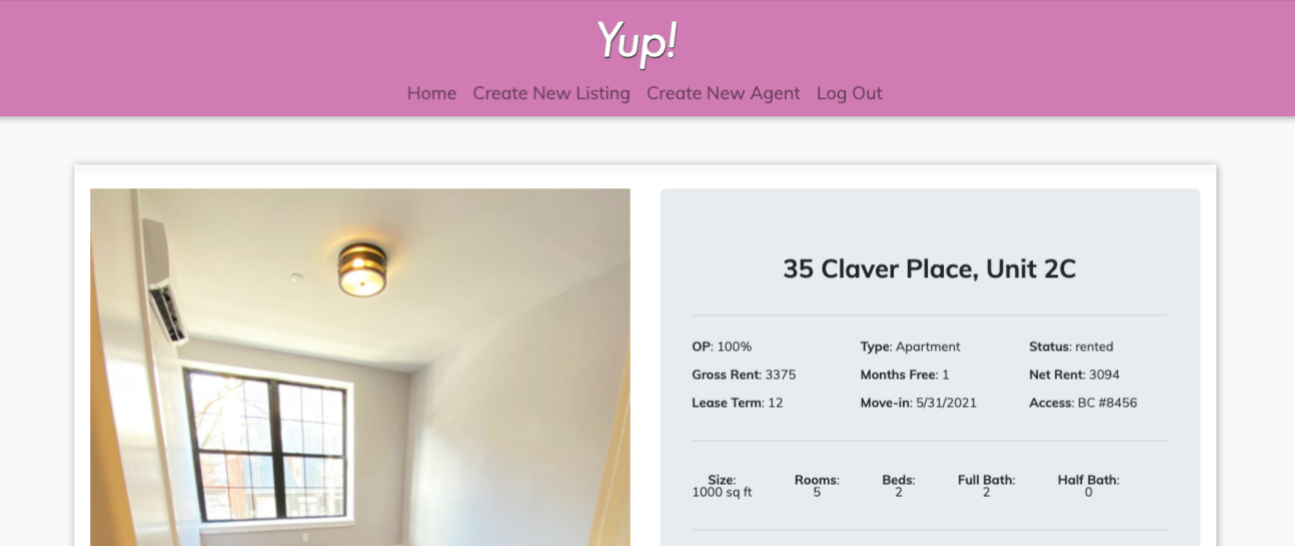 Yup!
Home Create New Listing Create New Agent Log Out
35 Claver Place, Unit 2C
OP: 100% Type: Apartment Status: rented
Gross Rent: 3375 Months Free: 1 Net Rent: 3094
Lease Term: 12 Move-in: 5/31/2021 Access: BC #8456
Size: Rooms: Beds: Full Bath: Half Bath:
1000 sq ft 5 2 2 0